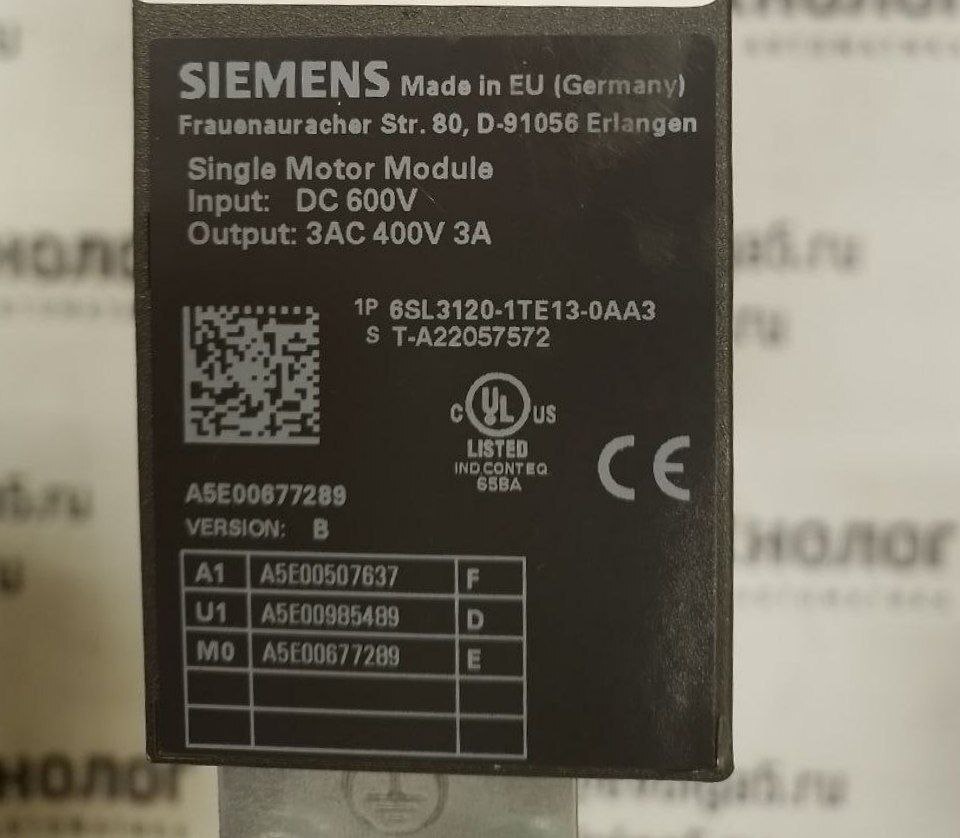 SIEMENS Made in EU (Germany)
Frauenauracher Str. 80, D-91056 Erlangen
Single Motor Module
Input: DC 600V
Output: 3AC 400V 3A
1P 6SL3120-1TE13-0AA3
S T-A22057572
C UL US
LISTED
IND.CONT.EQ
65BA
CE
A5E00677289
VERSION: B
A1 A5E00507637 F
U1 A5E00985489 D
M0 A5E00677289 E